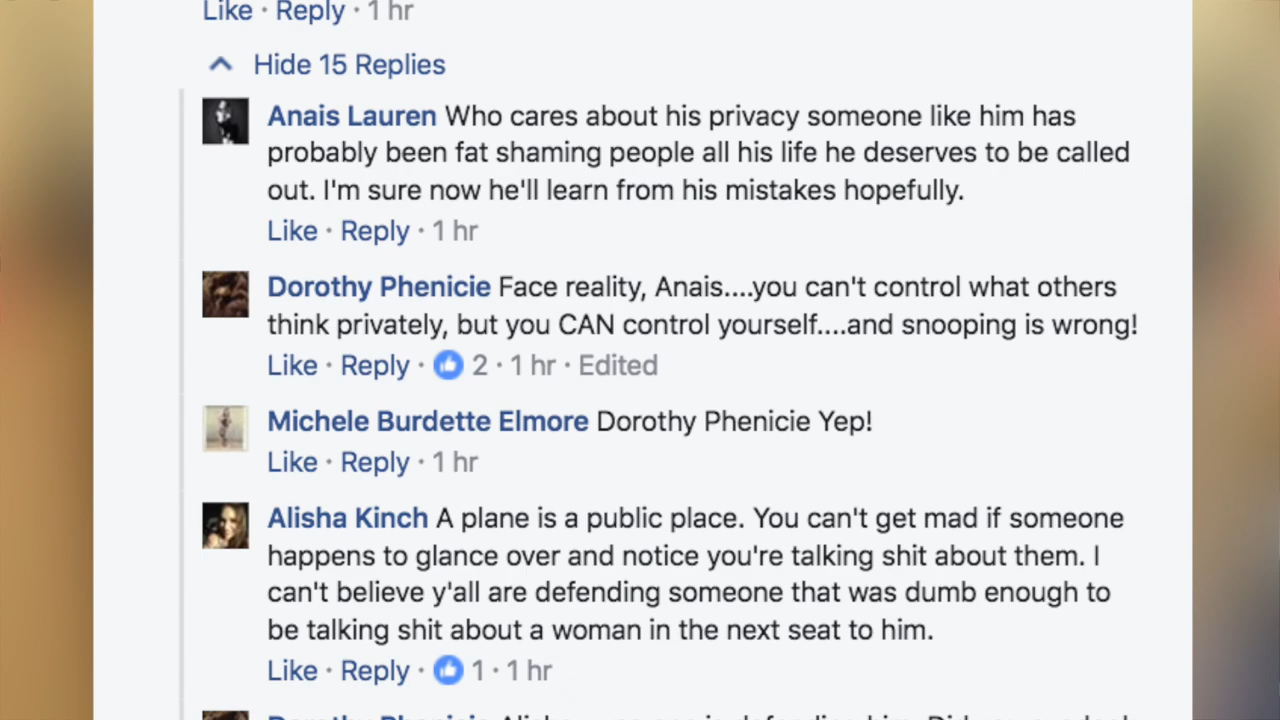 Like · Reply · 1 hr
Hide 15 Replies
Anais Lauren Who cares about his privacy someone like him has
probably been fat shaming people all his life he deserves to be called
out. I'm sure now he'll learn from his mistakes hopefully.
Like · Reply · 1 hr
Dorothy Phenicie Face reality, Anais....you can't control what others
think privately, but you CAN control yourself....and snooping is wrong!
Like · Reply · 2 · 1 hr · Edited
Michele Burdette Elmore Dorothy Phenicie Yep!
Like · Reply · 1 hr
Alisha Kinch A plane is a public place. You can't get mad if someone
happens to glance over and notice you're talking shit about them. I
can't believe y'all are defending someone that was dumb enough to
be talking shit about a woman in the next seat to him.
Like · Reply · 1 · 1 hr
Dorothy Phenicie